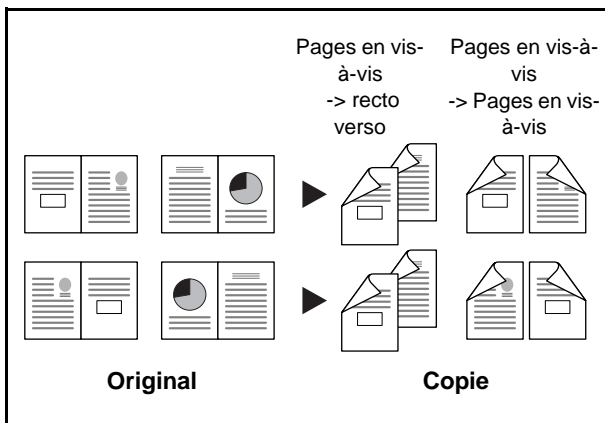 Pages en vis-
à-vis
-> recto
verso
Pages en vis-à-
vis
-> Pages en vis-
à-vis
Original
Copie